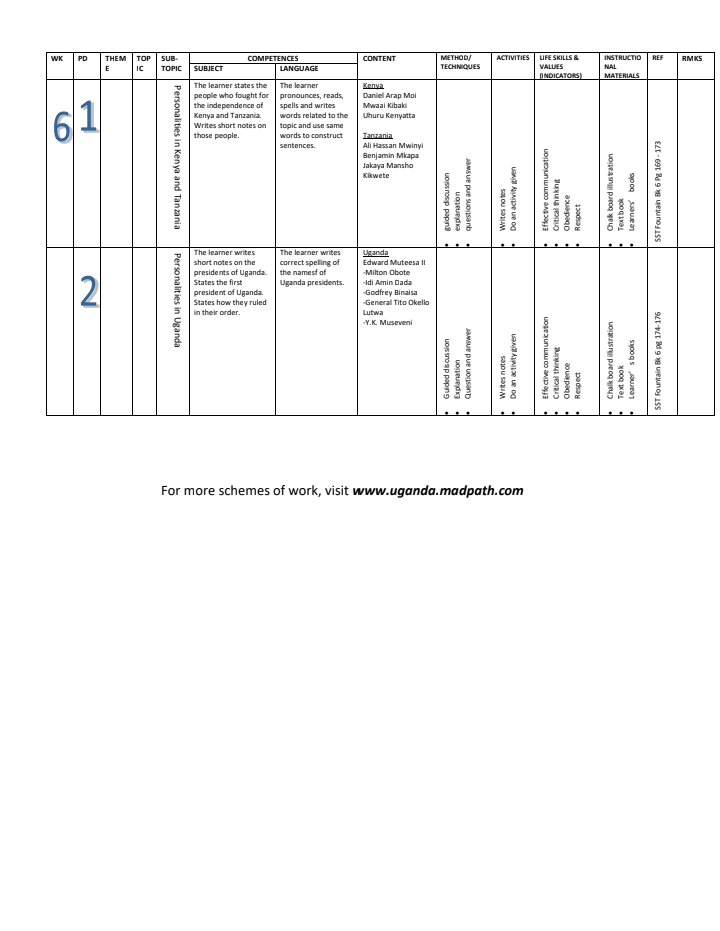 WK
PD
THEM
E
TOP
IC
SUB-
TOPIC
COMPETENCES
SUBJECT
LANGUAGE
CONTENT
METHOD/
TECHNIQUES
ACTIVITIES
LIFE SKILLS &
VALUES
(INDICATORS)
INSTRUCTIO
NAL
MATERIALS
REF
RMKS
6
1
Personalities in Kenya and Tanzania
The learner states the
people who fought for
the independence of
Kenya and Tanzania.
Writes short notes on
those people.
The learner
pronounces, reads,
spells and writes
words related to the
topic and use same
words to construct
sentences.
Kenya
Daniel Arap Moi
Mwaai Kibaki
Uhuru Kenyatta
Tanzania
Ali Hassan Mwinyi
Benjamin Mkapa
Jakaya Mansho
Kikwete
• guided discussion
• explanation
• questions and answer
• Writes notes
• Do an activity given
• Effective communication
• Critical thinking
• Obedience
• Respect
• Chalk board illustration
• Text book
• Learners' books
SST Fountain Bk 6 Pg 169 - 173
2
Personalities in Uganda
The learner writes
short notes on the
presidents of Uganda.
States the first
president of Uganda.
States how they ruled
in their order.
The learner writes
correct spelling of
the namesf of
Uganda presidents.
Uganda
Edward Muteesa II
-Milton Obote
-Idi Amin Dada
-Godfrey Binaisa
-General Tito Okello
Lutwa
-Y.K. Museveni
• Guided discussion
• Explanation
• Question and answer
• Writes notes
• Do an activity given
• Effective communication
• Critical thinking
• Obedience
• Respect
• Chalk board illustration
• Text book
• Learner's books
SST Fountain Bk 6 pg 174-176
For more schemes of work, visit www.uganda.madpath.com